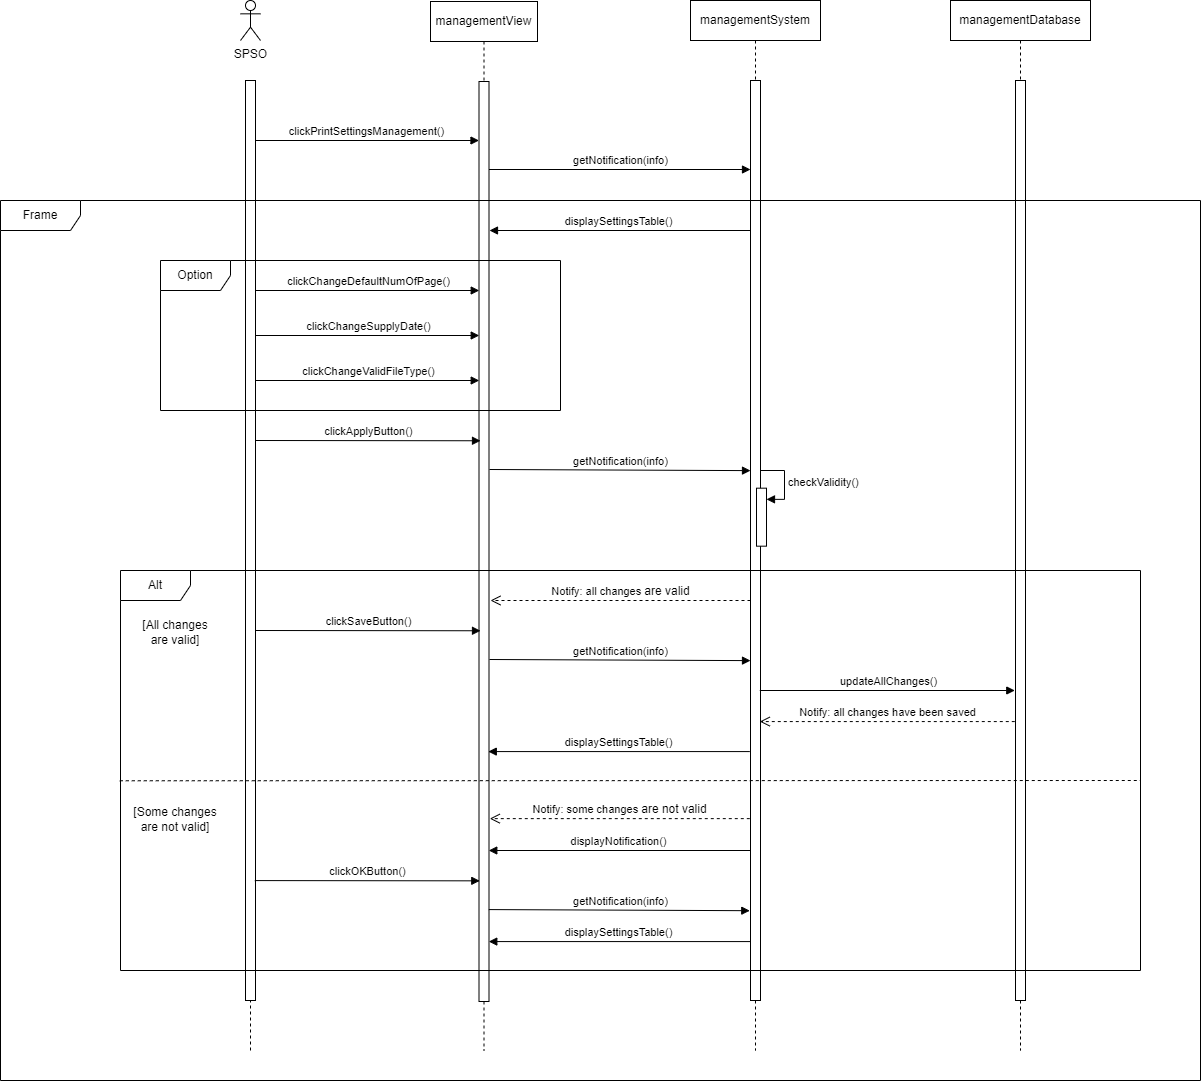 SPSO
managementView
managementSystem
managementDatabase
clickPrintSettingsManagement()
getNotification(info)
Frame
displaySettingsTable()
Option
clickChangeDefaultNumOfPage()
clickChangeSupplyDate()
clickChangeValidFileType()
clickApplyButton()
getNotification(info)
checkValidity()
Alt
Notify: all changes are valid
[All changes
are valid]
clickSaveButton()
getNotification(info)
updateAllChanges()
Notify: all changes have been saved
displaySettingsTable()
[Some changes
are not valid]
Notify: some changes are not valid
displayNotification()
clickOKButton()
getNotification(info)
displaySettingsTable()